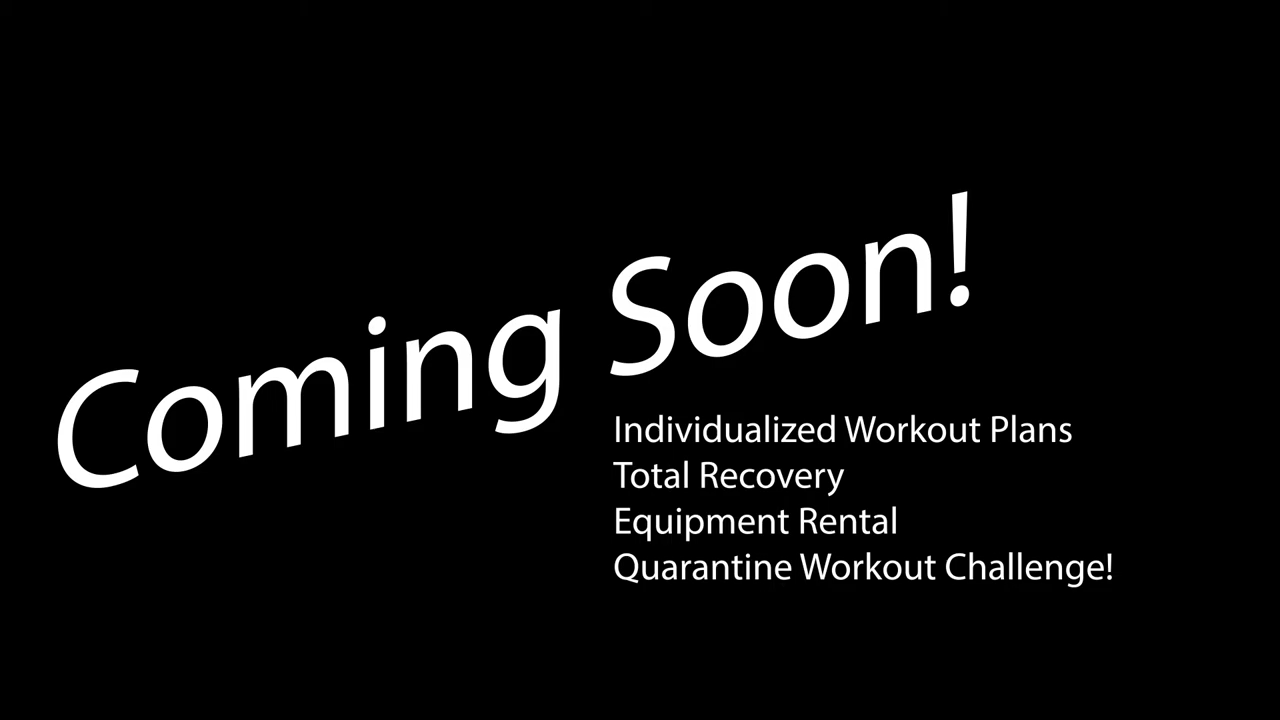 Coming Soon!
Individualized Workout Plans
Total Recovery
Equipment Rental
Quarantine Workout Challenge!